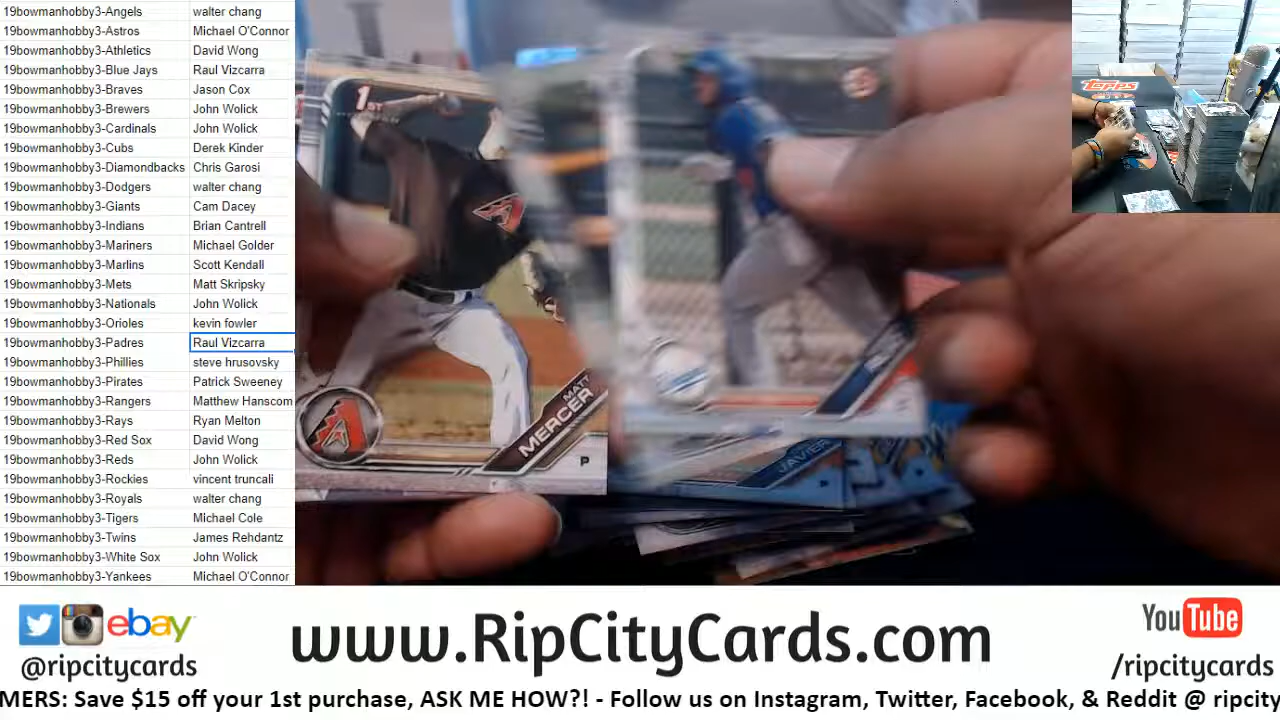 19bowmanhobby3-Angels walter chang
19bowmanhobby3-Astros Michael O'Connor
19bowmanhobby3-Athletics David Wong
19bowmanhobby3-Blue Jays Raul Vizcarra
19bowmanhobby3-Braves Jason Cox
19bowmanhobby3-Brewers John Wolick
19bowmanhobby3-Cardinals John Wolick
19bowmanhobby3-Cubs Derek Kinder
19bowmanhobby3-Diamondbacks Chris Garosi
19bowmanhobby3-Dodgers walter chang
19bowmanhobby3-Giants Cam Dacey
19bowmanhobby3-Indians Brian Cantrell
19bowmanhobby3-Mariners Michael Golder
19bowmanhobby3-Marlins Scott Kendall
19bowmanhobby3-Mets Matt Skripsky
19bowmanhobby3-Nationals John Wolick
19bowmanhobby3-Orioles kevin fowler
19bowmanhobby3-Padres Raul Vizcarra
19bowmanhobby3-Phillies steve hrusovsky
19bowmanhobby3-Pirates Patrick Sweeney
19bowmanhobby3-Rangers Matthew Hanscom
19bowmanhobby3-Rays Ryan Melton
19bowmanhobby3-Red Sox David Wong
19bowmanhobby3-Reds John Wolick
19bowmanhobby3-Rockies vincent truncali
19bowmanhobby3-Royals walter chang
19bowmanhobby3-Tigers Michael Cole
19bowmanhobby3-Twins James Rehdantz
19bowmanhobby3-White Sox John Wolick
19bowmanhobby3-Yankees Michael O'Connor
1st
MATT
MERCER
P
JAVIER
Topps
ebay
@ripcitycards
www.RipCityCards.com
YouTube
/ripcitycards
MERS: Save $15 off your 1st purchase, ASK ME HOW?! - Follow us on Instagram, Twitter, Facebook, & Reddit @ ripcity